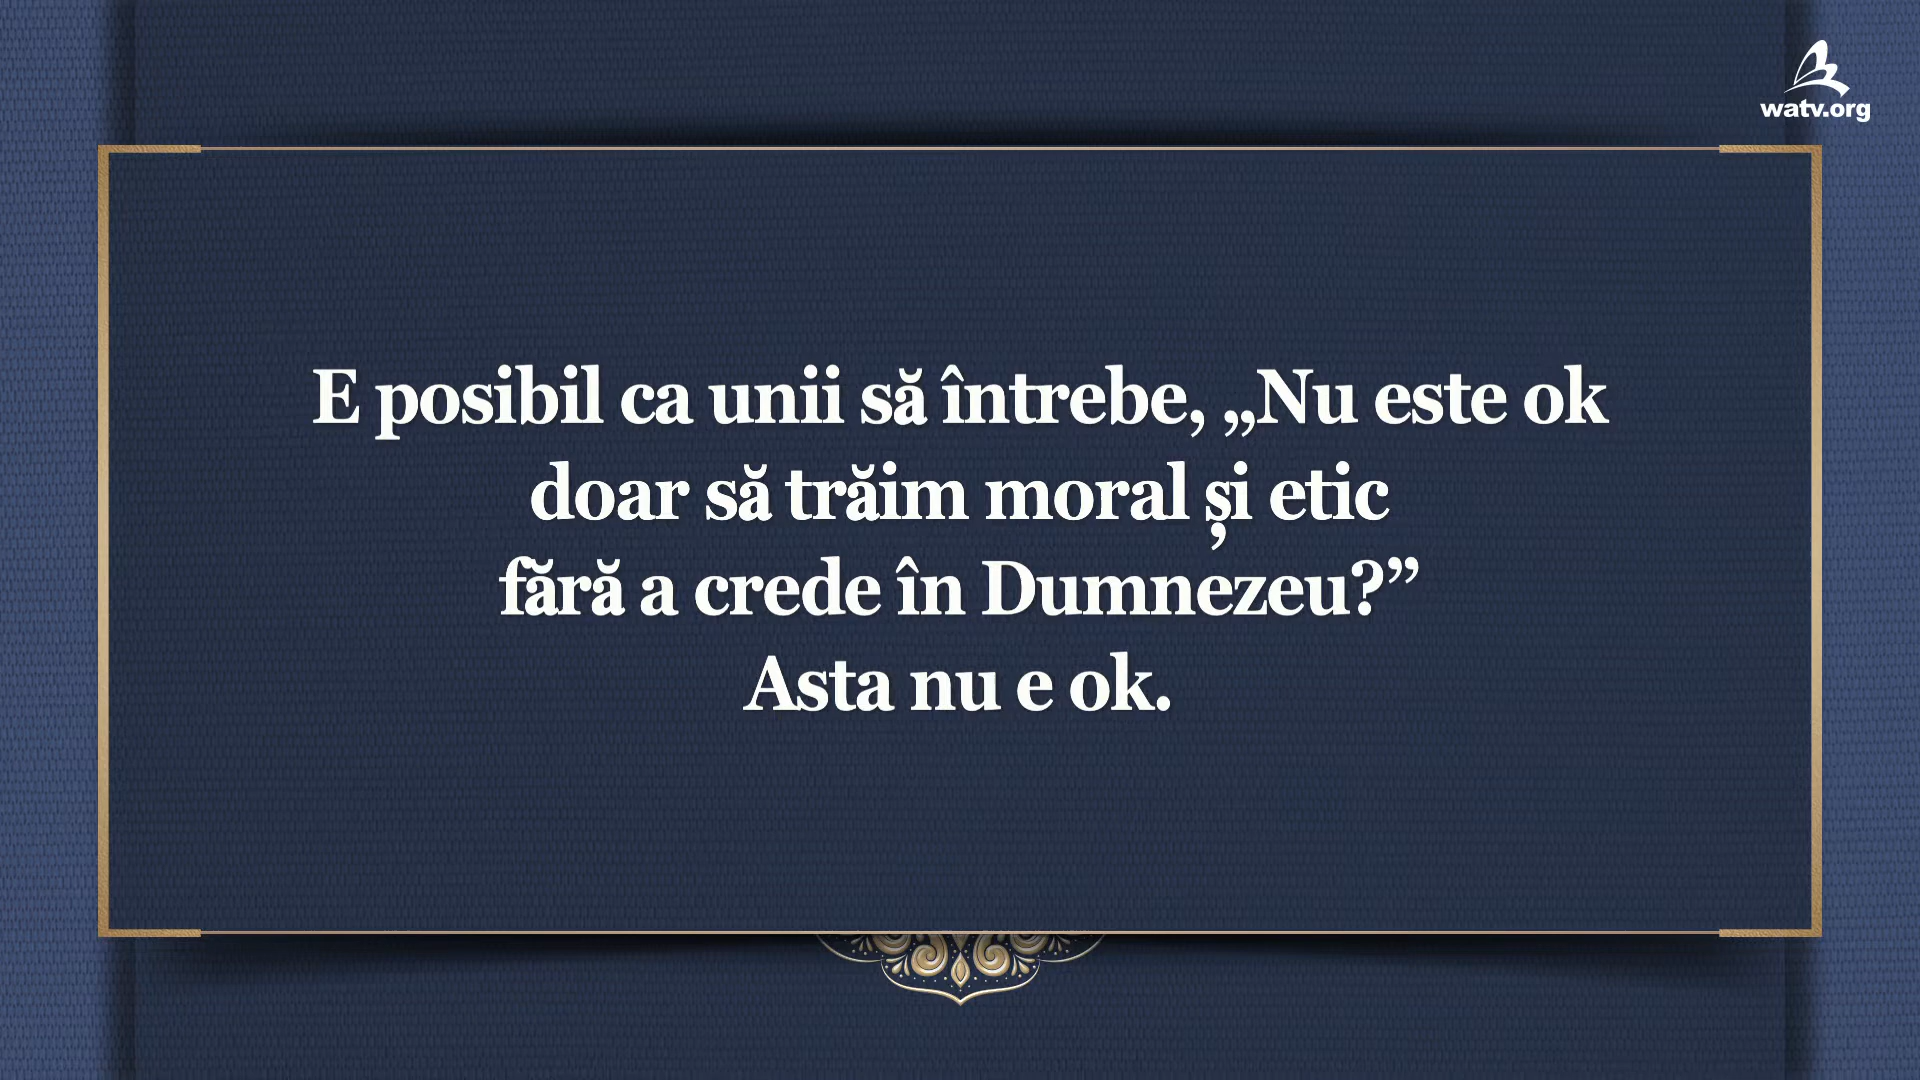 watv.org
E posibil ca unii să întrebe, „Nu este ok
doar să trăim moral și etic
fără a crede în Dumnezeu?”
Asta nu e ok.